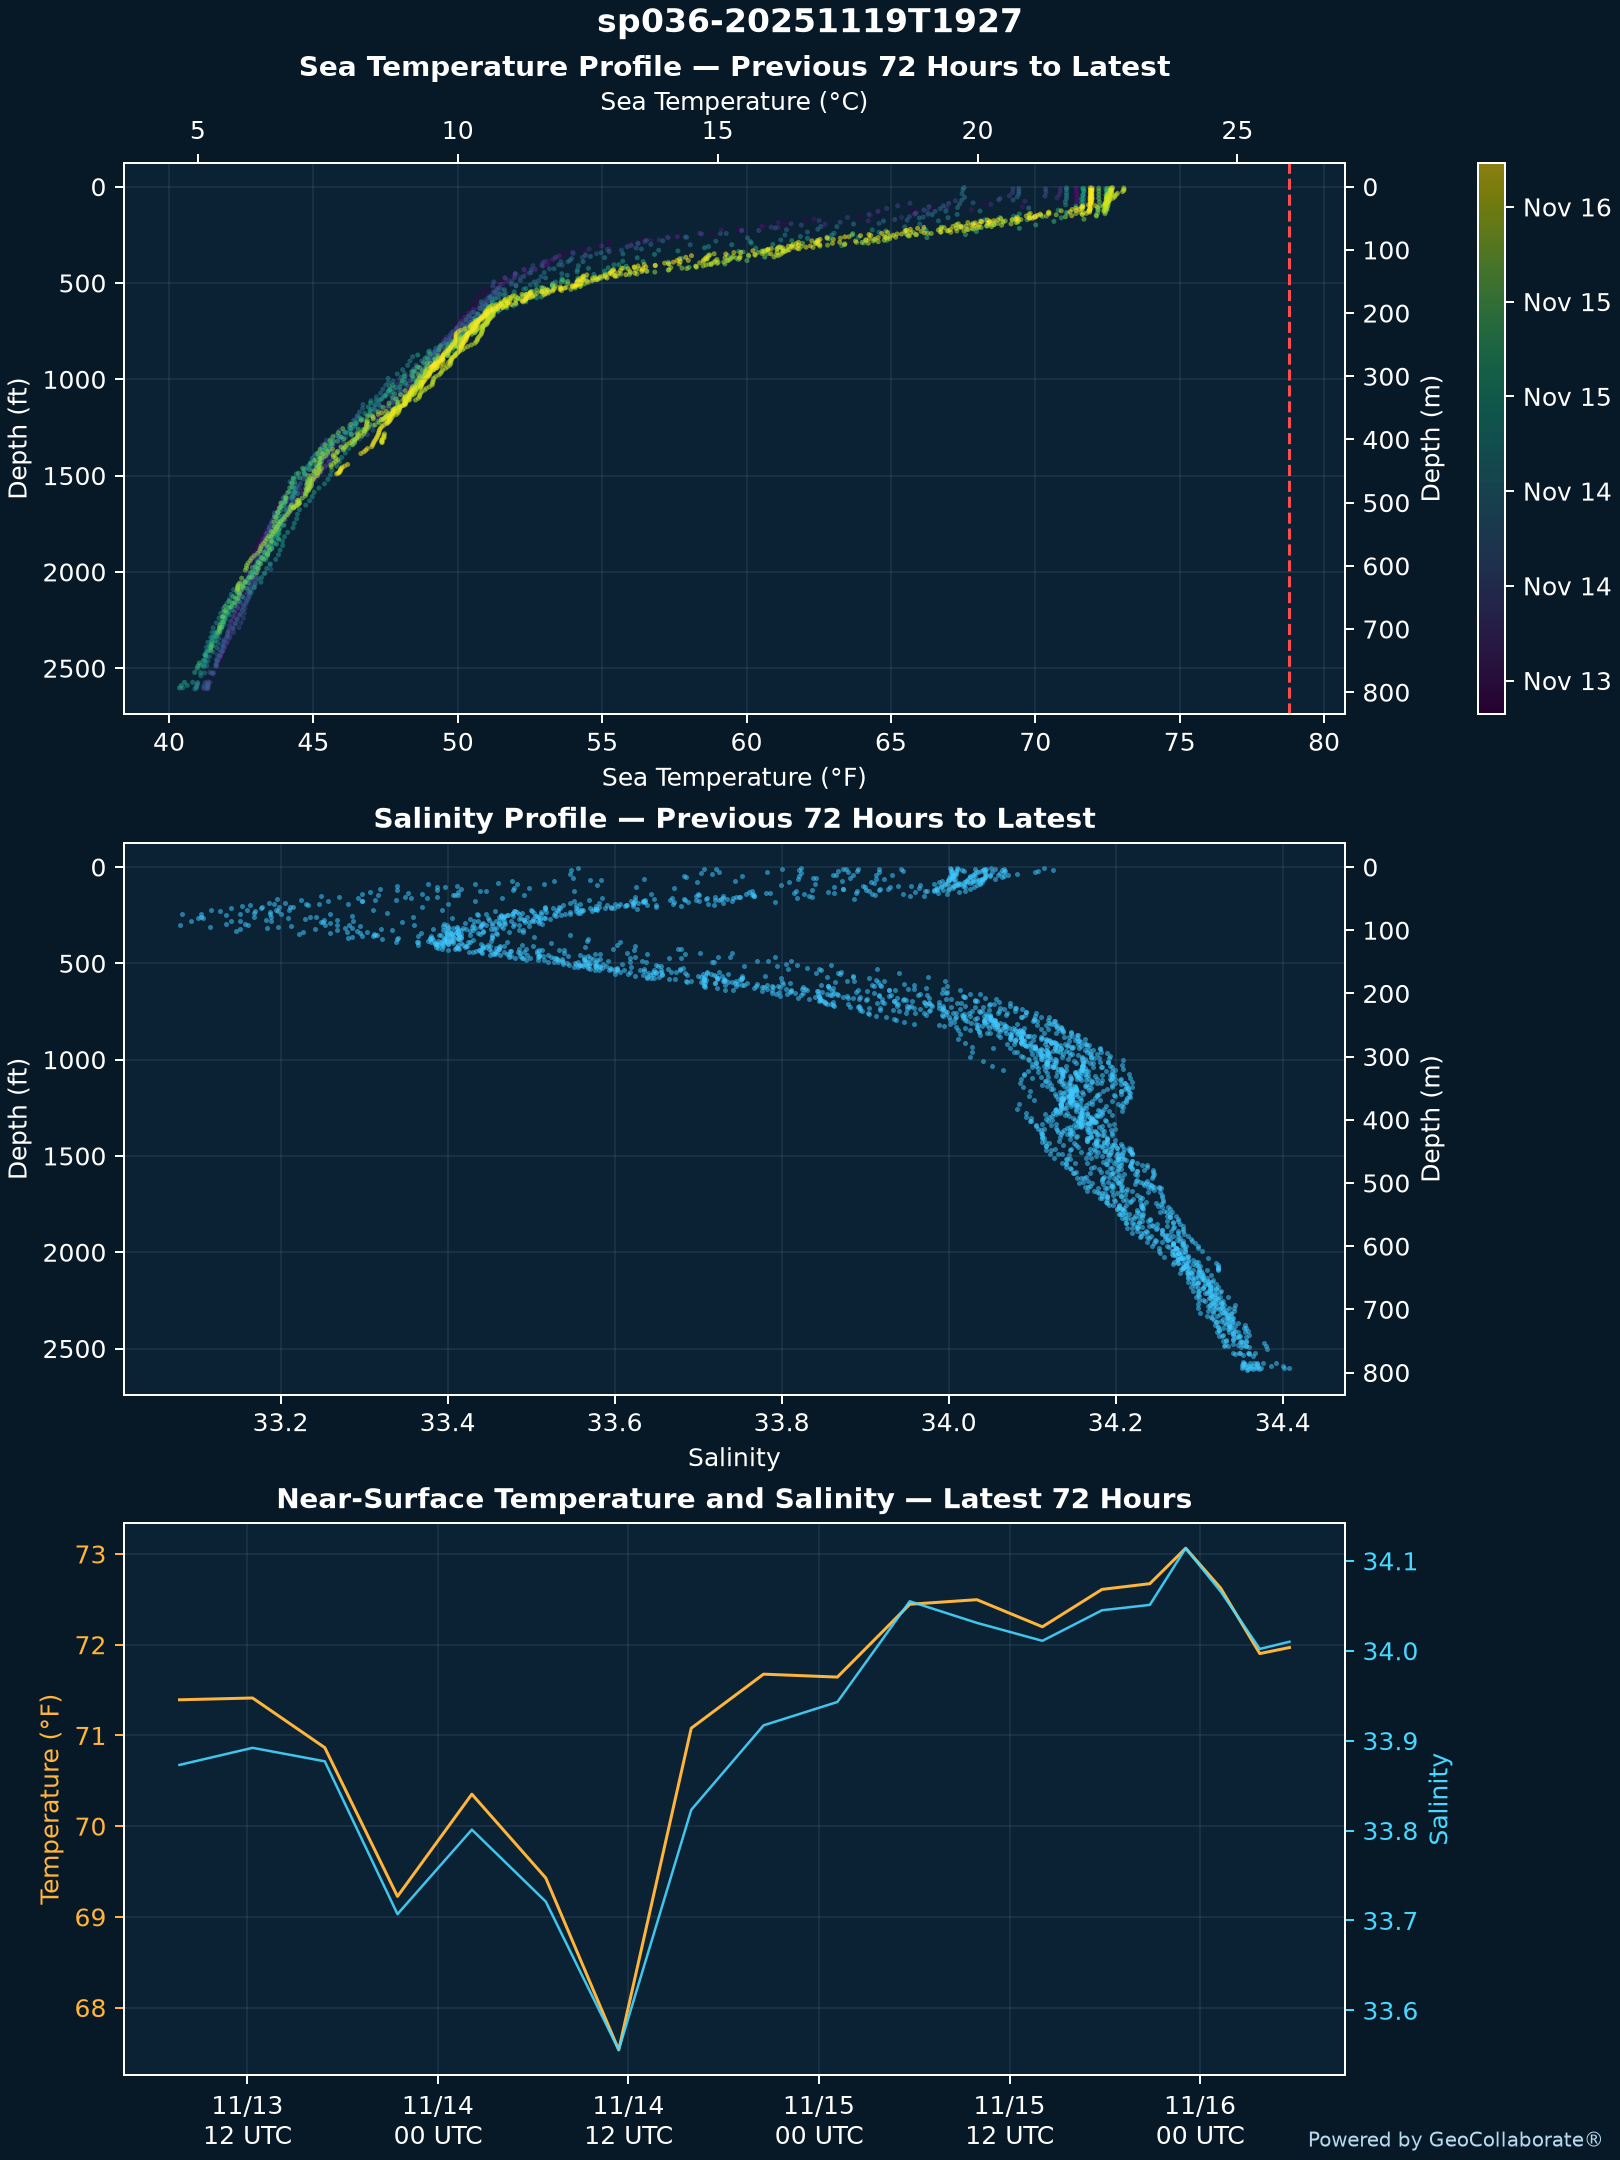 sp036-20251119T1927
Sea Temperature Profile — Previous 72 Hours to Latest
Sea Temperature (°C)
5 10 15 20 25
0 500 1000 1500 2000 2500
Depth (ft)
0 100 200 300 400 500 600 700 800
Depth (m)
Nov 16
Nov 15
Nov 15
Nov 14
Nov 14
Nov 13
40 45 50 55 60 65 70 75 80
Sea Temperature (°F)
Salinity Profile — Previous 72 Hours to Latest
0 500 1000 1500 2000 2500
Depth (ft)
0 100 200 300 400 500 600 700 800
Depth (m)
33.2 33.4 33.6 33.8 34.0 34.2 34.4
Salinity
Near-Surface Temperature and Salinity — Latest 72 Hours
73 72 71 70 69 68
Temperature (°F)
34.1 34.0 33.9 33.8 33.7 33.6
Salinity
11/13 11/14 11/14 11/15 11/15 11/16
12 UTC 00 UTC 12 UTC 00 UTC 12 UTC 00 UTC
Powered by GeoCollaborate®